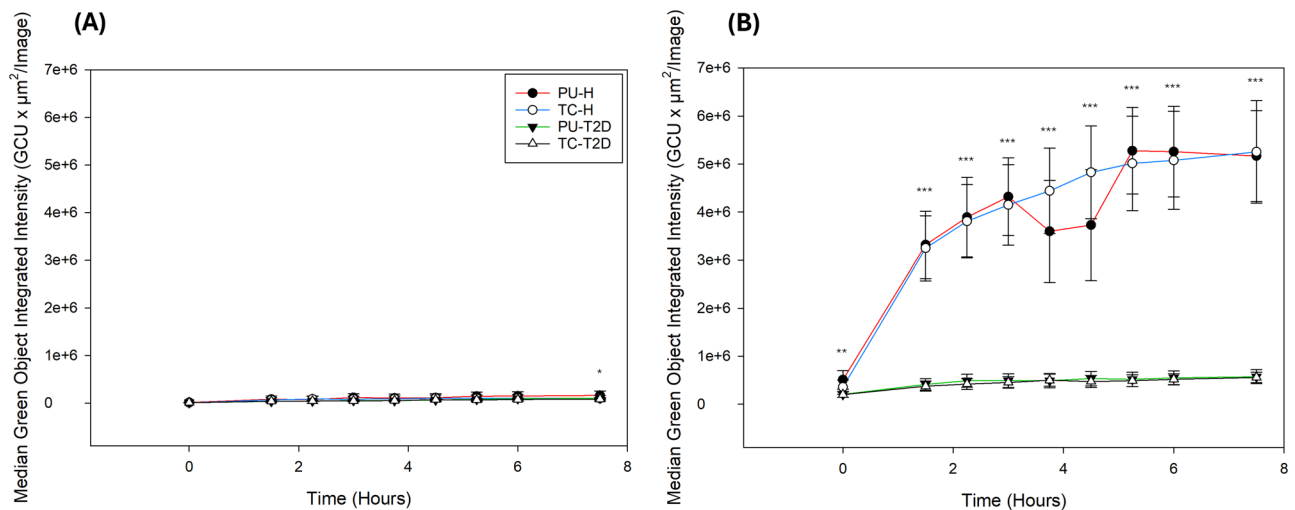 (A)
Median Green Object Integrated Intensity (GCU x µm²/Image)
7e+6
6e+6
5e+6
4e+6
3e+6
2e+6
1e+6
0
PU-H
TC-H
PU-T2D
TC-T2D
*
0 2 4 6 8
Time (Hours)
(B)
Median Green Object Integrated Intensity (GCU x µm²/Image)
7e+6
6e+6
5e+6
4e+6
3e+6
2e+6
1e+6
0
** *** *** *** *** *** *** *** ***
0 2 4 6 8
Time (Hours)